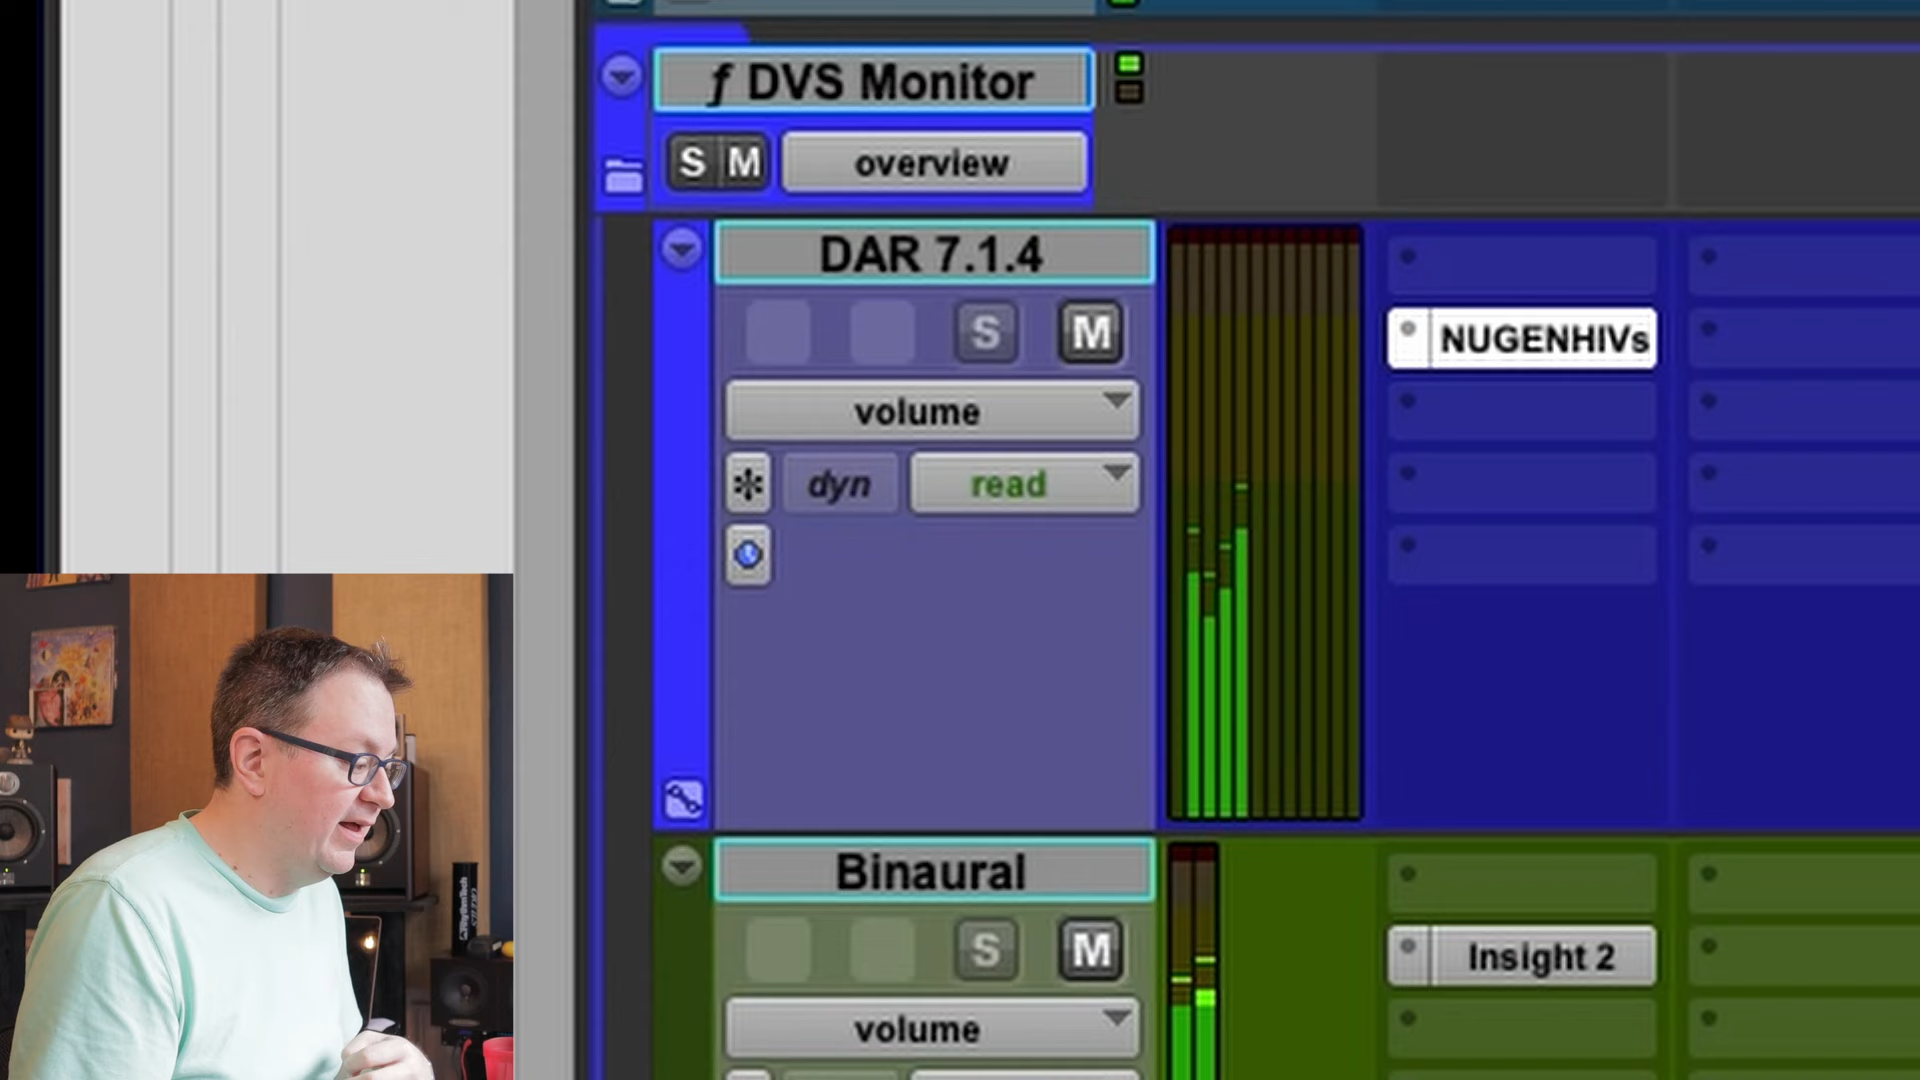 ƒ DVS Monitor
S M overview
DAR 7.1.4
S M
NUGENHIVs
volume
dyn read
Binaural
S M
Insight 2
volume